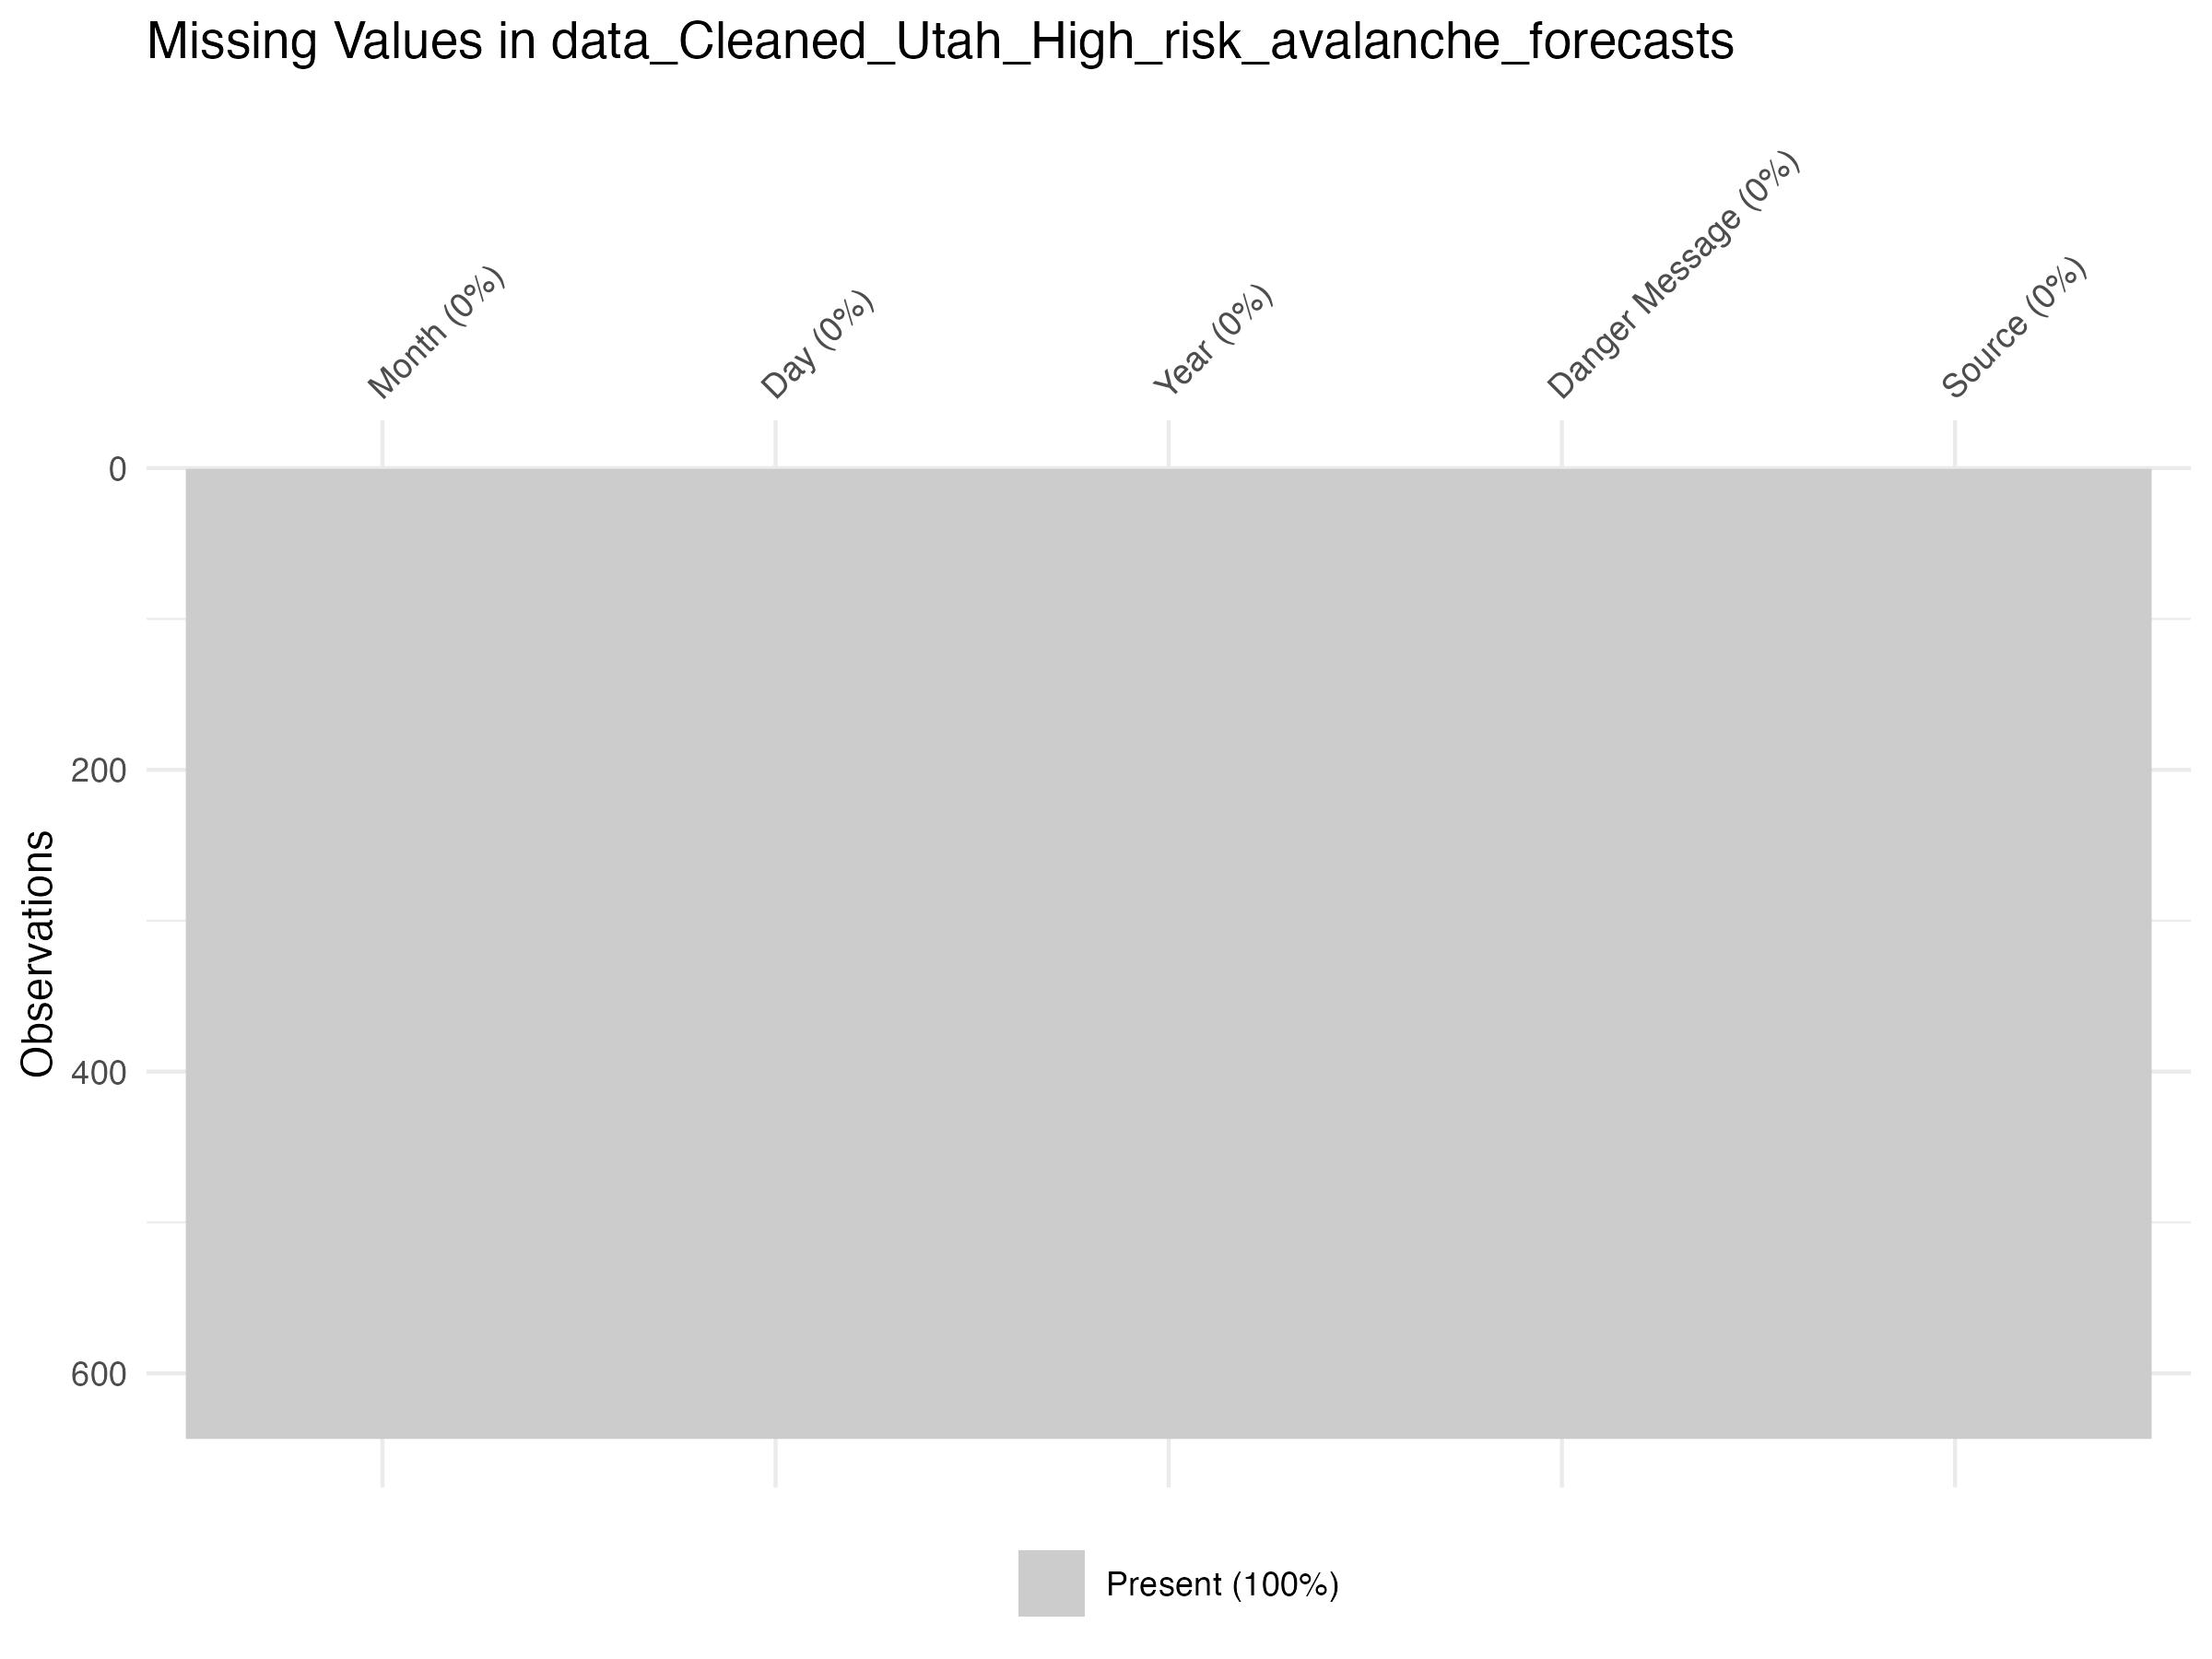 Missing Values in data_Cleaned_Utah_High_risk_avalanche_forecasts
Month (0%)
Day (0%)
Year (0%)
Danger Message (0%)
Source (0%)
0
200
400
600
Observations
Present (100%)